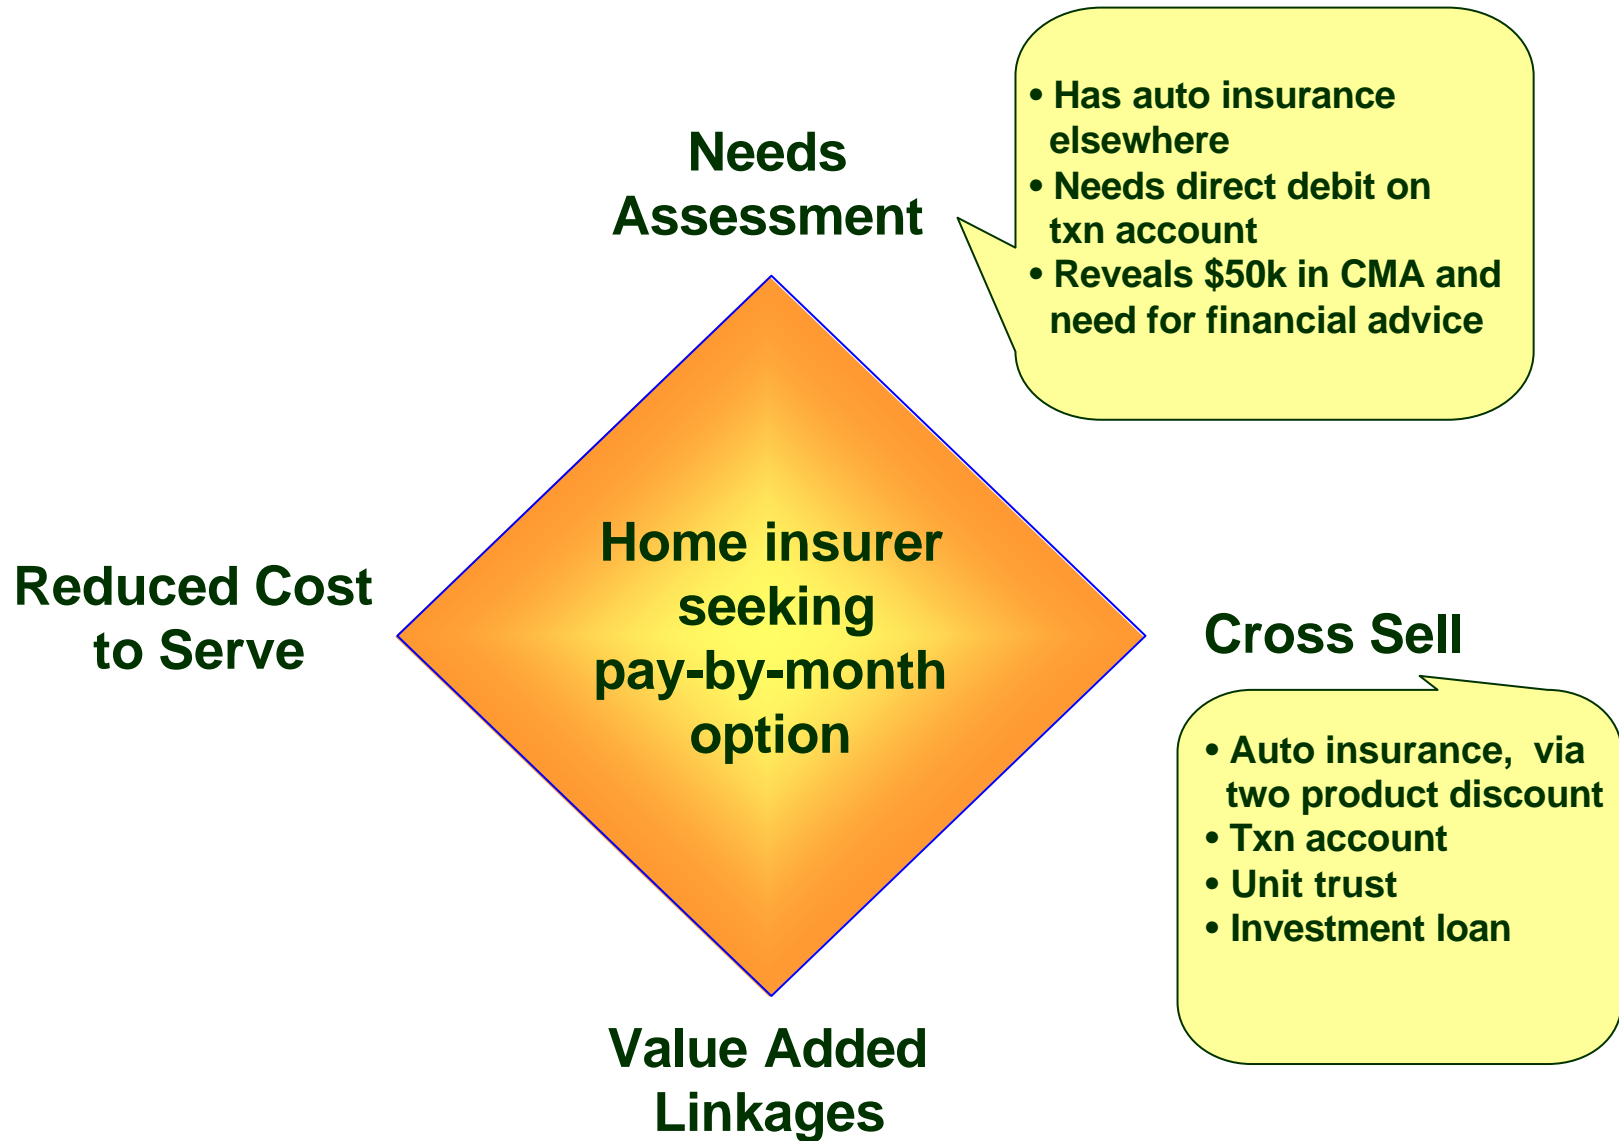 Needs
Assessment
• Has auto insurance
elsewhere
• Needs direct debit on
txn account
• Reveals $50k in CMA and
need for financial advice
Reduced Cost
to Serve
Home insurer
seeking
pay-by-month
option
Cross Sell
• Auto insurance,  via
two product discount
• Txn account
• Unit trust
• Investment loan
Value Added
Linkages